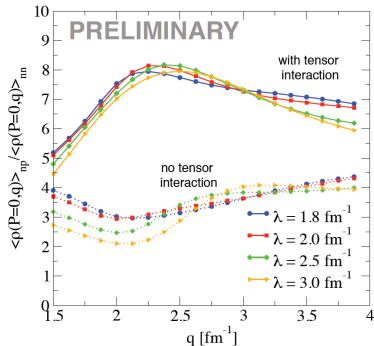 PRELIMINARY
with tensor
interaction
no tensor
interaction
<ρ(P=0,q)>np/<ρ(P=0,q)>nn
10
9
8
7
6
5
4
3
2
1
0
λ = 1.8 fm⁻¹
λ = 2.0 fm⁻¹
λ = 2.5 fm⁻¹
λ = 3.0 fm⁻¹
1.5 2 2.5 3 3.5 4
q [fm⁻¹]